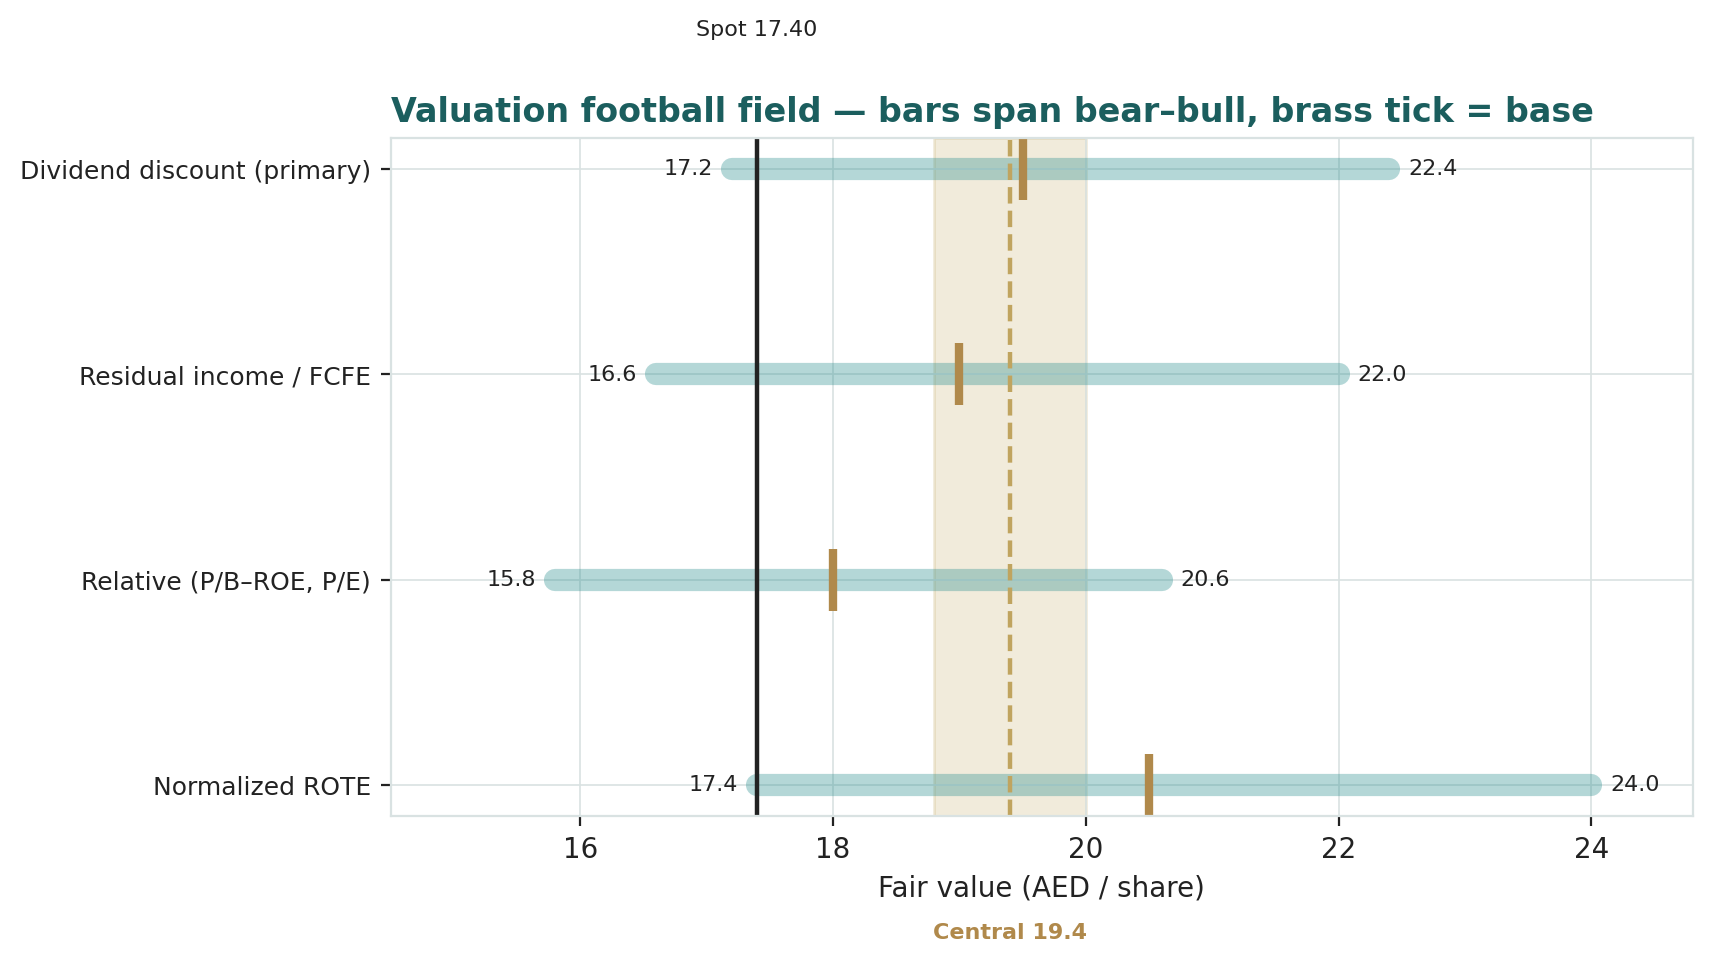 Spot 17.40
Valuation football field — bars span bear–bull, brass tick = base
Dividend discount (primary)
17.2
22.4
Residual income / FCFE
16.6
22.0
Relative (P/B–ROE, P/E)
15.8
20.6
Normalized ROTE
17.4
24.0
16
18
20
22
24
Fair value (AED / share)
Central 19.4